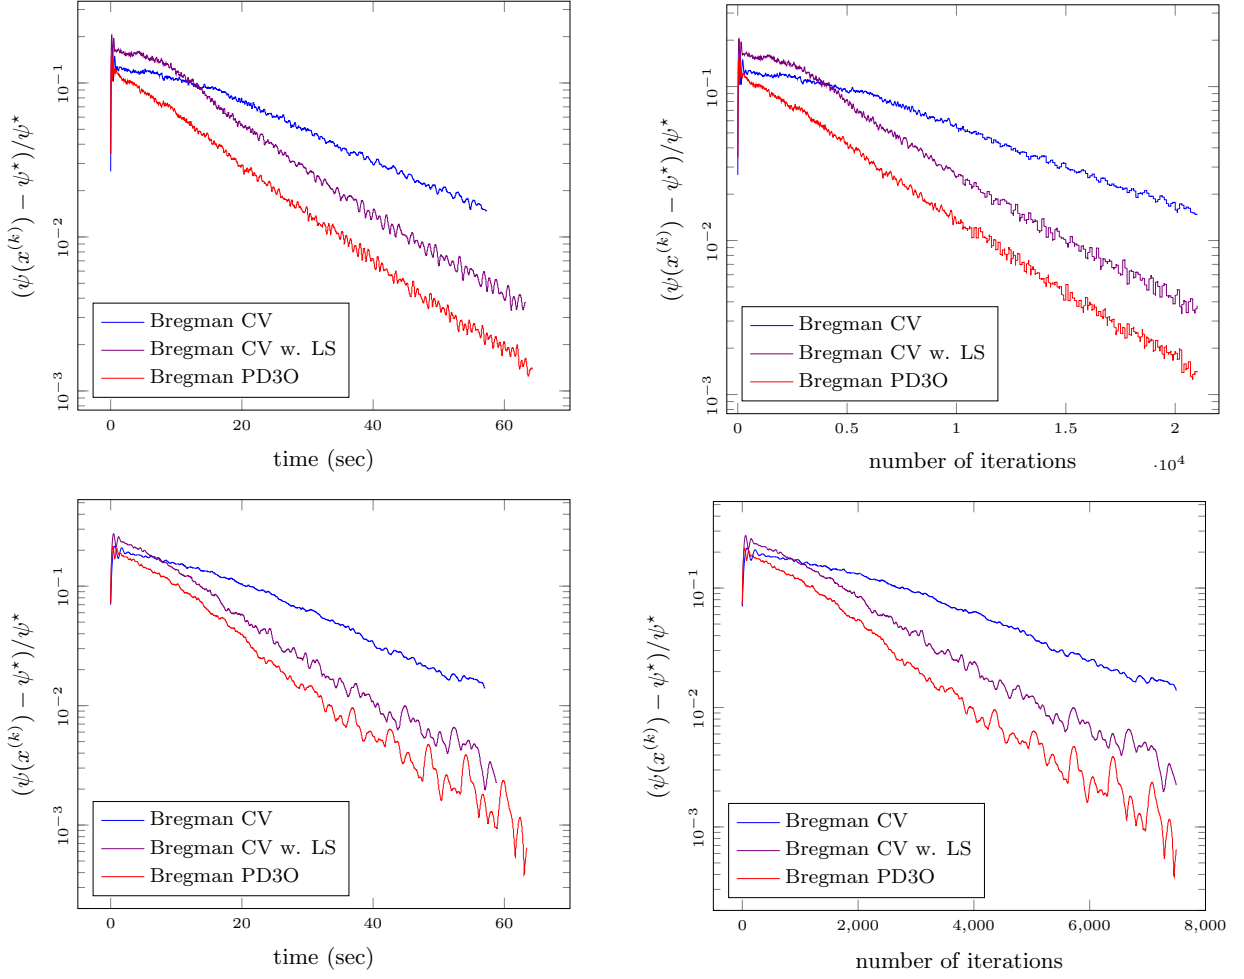 10⁻¹
10⁻²
10⁻³
(ψ(x⁽ᵏ⁾) − ψ⋆)/ψ⋆
Bregman CV
Bregman CV w. LS
Bregman PD3O
0 20 40 60
time (sec)
10⁻¹
10⁻²
10⁻³
(ψ(x⁽ᵏ⁾) − ψ⋆)/ψ⋆
Bregman CV
Bregman CV w. LS
Bregman PD3O
0 0.5 1 1.5 2
number of iterations ·10⁴
10⁻¹
10⁻²
10⁻³
(ψ(x⁽ᵏ⁾) − ψ⋆)/ψ⋆
Bregman CV
Bregman CV w. LS
Bregman PD3O
0 20 40 60
time (sec)
10⁻¹
10⁻²
10⁻³
(ψ(x⁽ᵏ⁾) − ψ⋆)/ψ⋆
Bregman CV
Bregman CV w. LS
Bregman PD3O
0 2,000 4,000 6,000 8,000
number of iterations